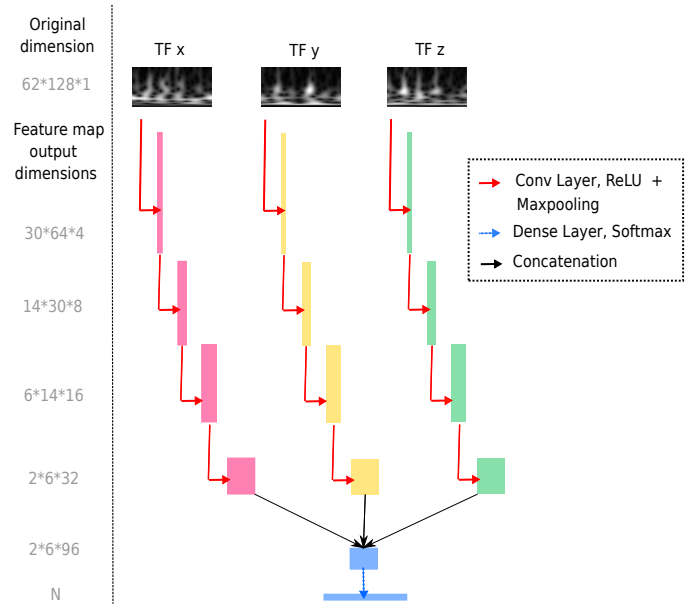 Original
dimension
TF x
TF y
TF z
62*128*1
Feature map
output
dimensions
30*64*4
14*30*8
6*14*16
2*6*32
2*6*96
N
Conv Layer, ReLU +
Maxpooling
Dense Layer, Softmax
Concatenation